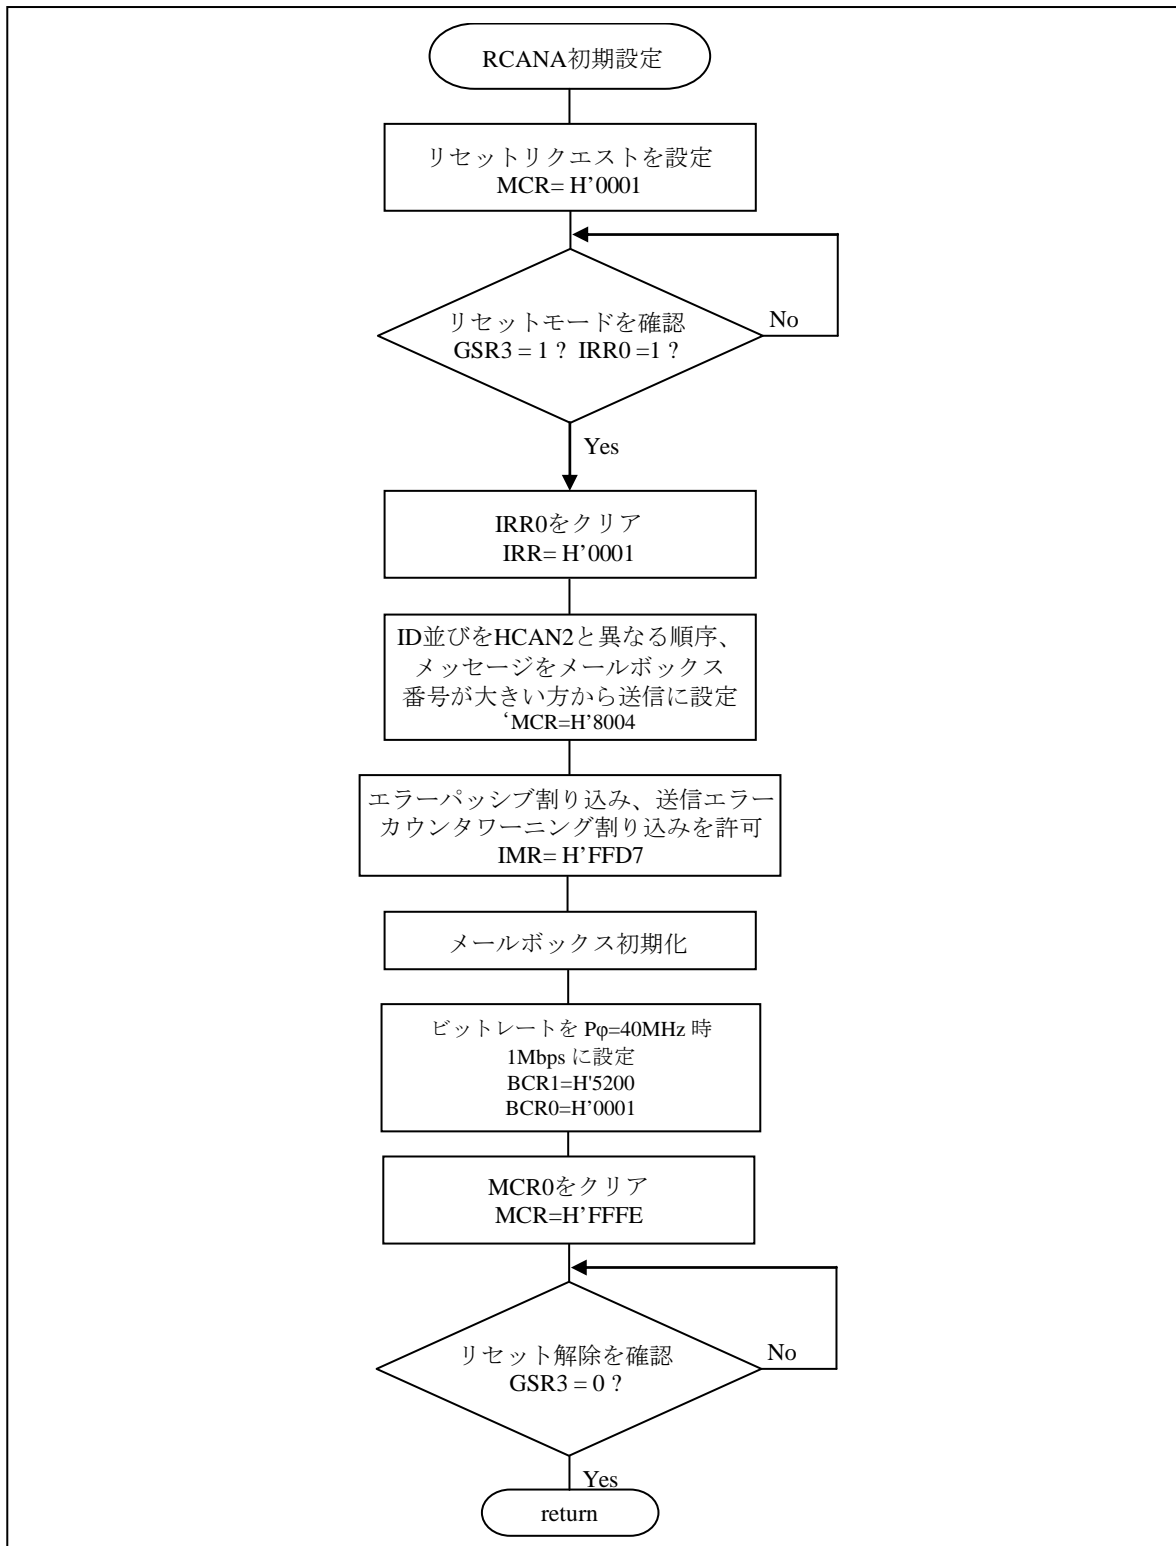 RCANA初期設定
リセットリクエストを設定
MCR= H’0001
リセットモードを確認
GSR3 = 1 ?  IRR0 =1 ?
No
Yes
IRR0をクリア
IRR= H’0001
ID並びをHCAN2と異なる順序、
メッセージをメールボックス
番号が大きい方から送信に設定
‘MCR=H’8004
エラーパッシブ割り込み、送信エラー
カウンタワーニング割り込みを許可
IMR= H’FFD7
メールボックス初期化
ビットレートを Pφ=40MHz 時
1Mbps に設定
BCR1=H'5200
BCR0=H’0001
MCR0をクリア
MCR=H’FFFE
リセット解除を確認
GSR3 = 0 ?
No
Yes
return